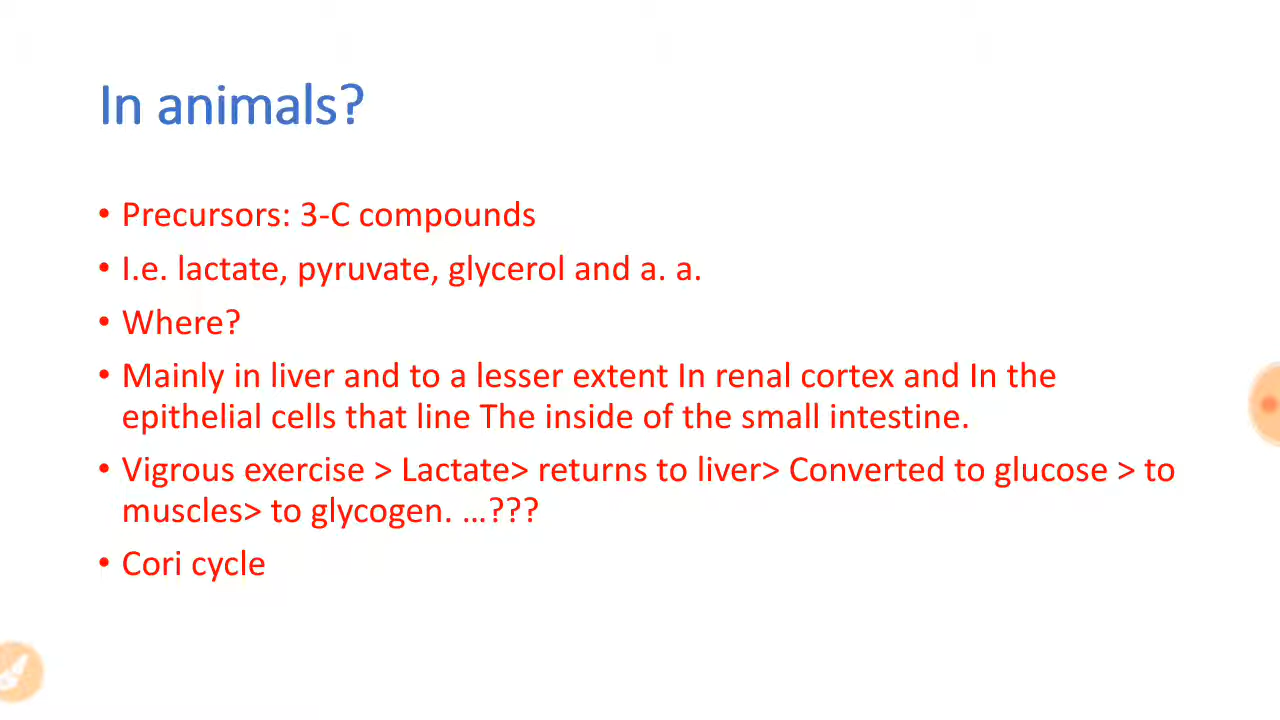 In animals?
• Precursors: 3-C compounds
• I.e. lactate, pyruvate, glycerol and a. a.
• Where?
• Mainly in liver and to a lesser extent In renal cortex and In the
epithelial cells that line The inside of the small intestine.
• Vigrous exercise > Lactate> returns to liver> Converted to glucose > to
muscles> to glycogen. ...???
• Cori cycle